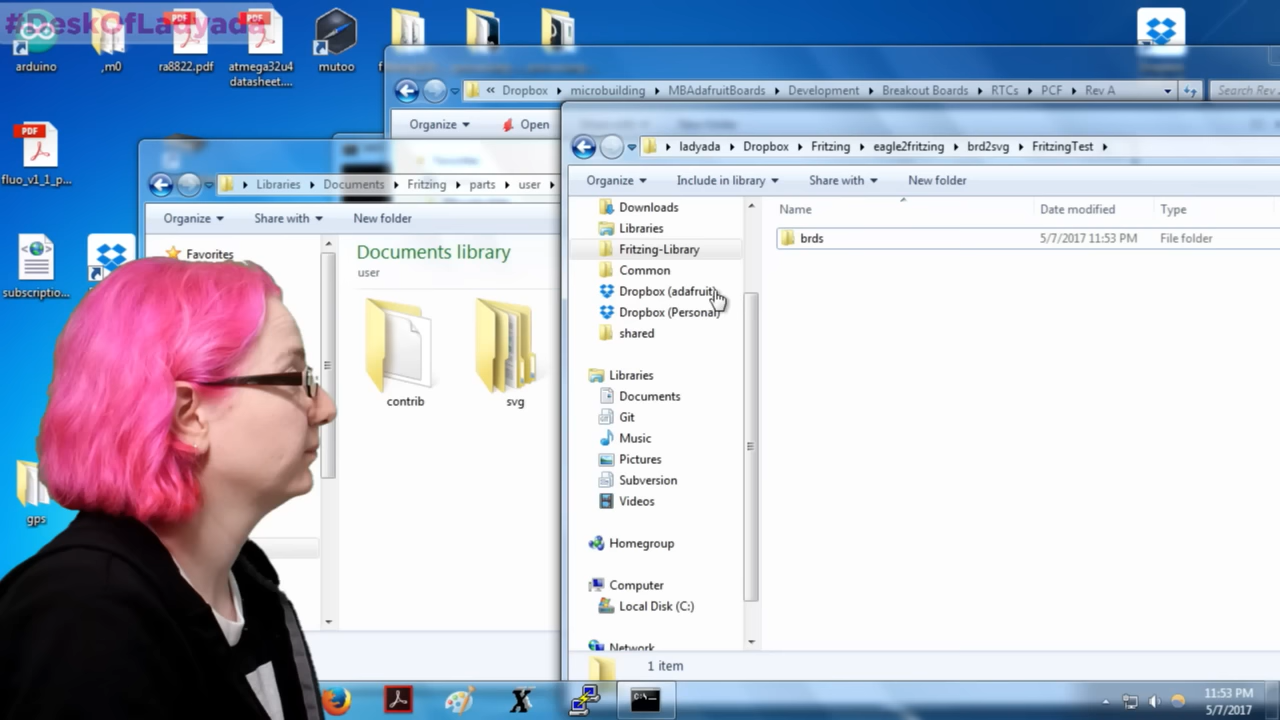 #DeskOfLadyada
arduino
,m0
ra8822.pdf
atmega32u4
datasheet....
mutoo
PDF
fluo_v1_1_p...
subscriptio...
gps
« Dropbox microbuilding MBAdafruitBoards Development Breakout Boards RTCs PCF Rev A
Search Rev
Organize Open
Libraries Documents Fritzing parts user
Organize Share with New folder
Favorites
Documents library
user
contrib
svg
ladyada Dropbox Fritzing eagle2fritzing brd2svg FritzingTest
Organize Include in library Share with New folder
Name Date modified Type
brds 5/7/2017 11:53 PM File folder
Downloads
Libraries
Fritzing-Library
Common
Dropbox (adafruit)
Dropbox (Personal)
shared
Libraries
Documents
Git
Music
Pictures
Subversion
Videos
Homegroup
Computer
Local Disk (C:)
Network
1 item
11:53 PM
5/7/2017